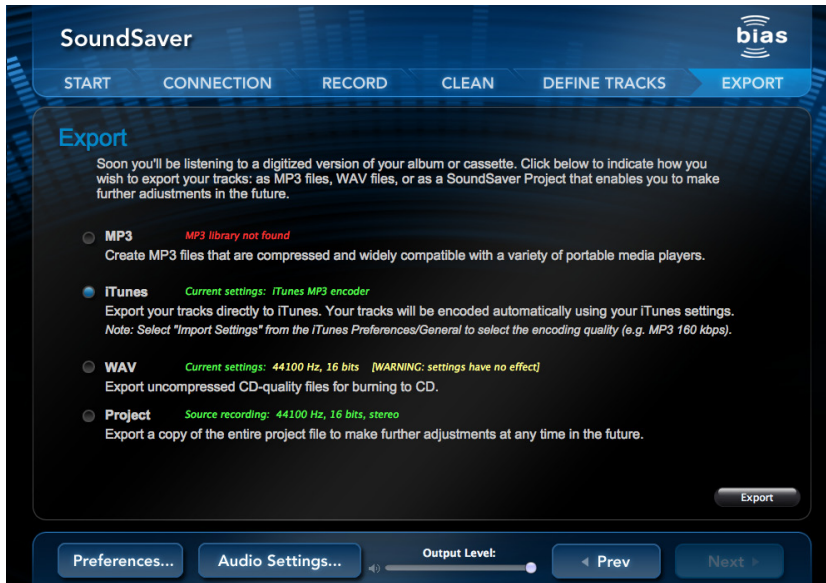 SoundSaver
bias
START CONNECTION RECORD CLEAN DEFINE TRACKS EXPORT
Export
Soon you'll be listening to a digitized version of your album or cassette. Click below to indicate how you
wish to export your tracks: as MP3 files, WAV files, or as a SoundSaver Project that enables you to make
further adiustments in the future.
MP3 MP3 library not found
Create MP3 files that are compressed and widely compatible with a variety of portable media players.
iTunes Current settings: iTunes MP3 encoder
Export your tracks directly to iTunes. Your tracks will be encoded automatically using your iTunes settings.
Note: Select "Import Settings" from the iTunes Preferences/General to select the encoding quality (e.g. MP3 160 kbps).
WAV Current settings: 44100 Hz, 16 bits [WARNING: settings have no effect]
Export uncompressed CD-quality files for burning to CD.
Project Source recording: 44100 Hz, 16 bits, stereo
Export a copy of the entire project file to make further adjustments at any time in the future.
Export
Preferences... Audio Settings... Output Level: Prev Next